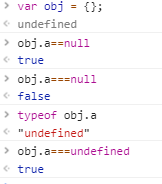 > var obj = {};
< undefined
> obj.a==null
< true
> obj.a===null
< false
> typeof obj.a
< "undefined"
> obj.a===undefined
< true